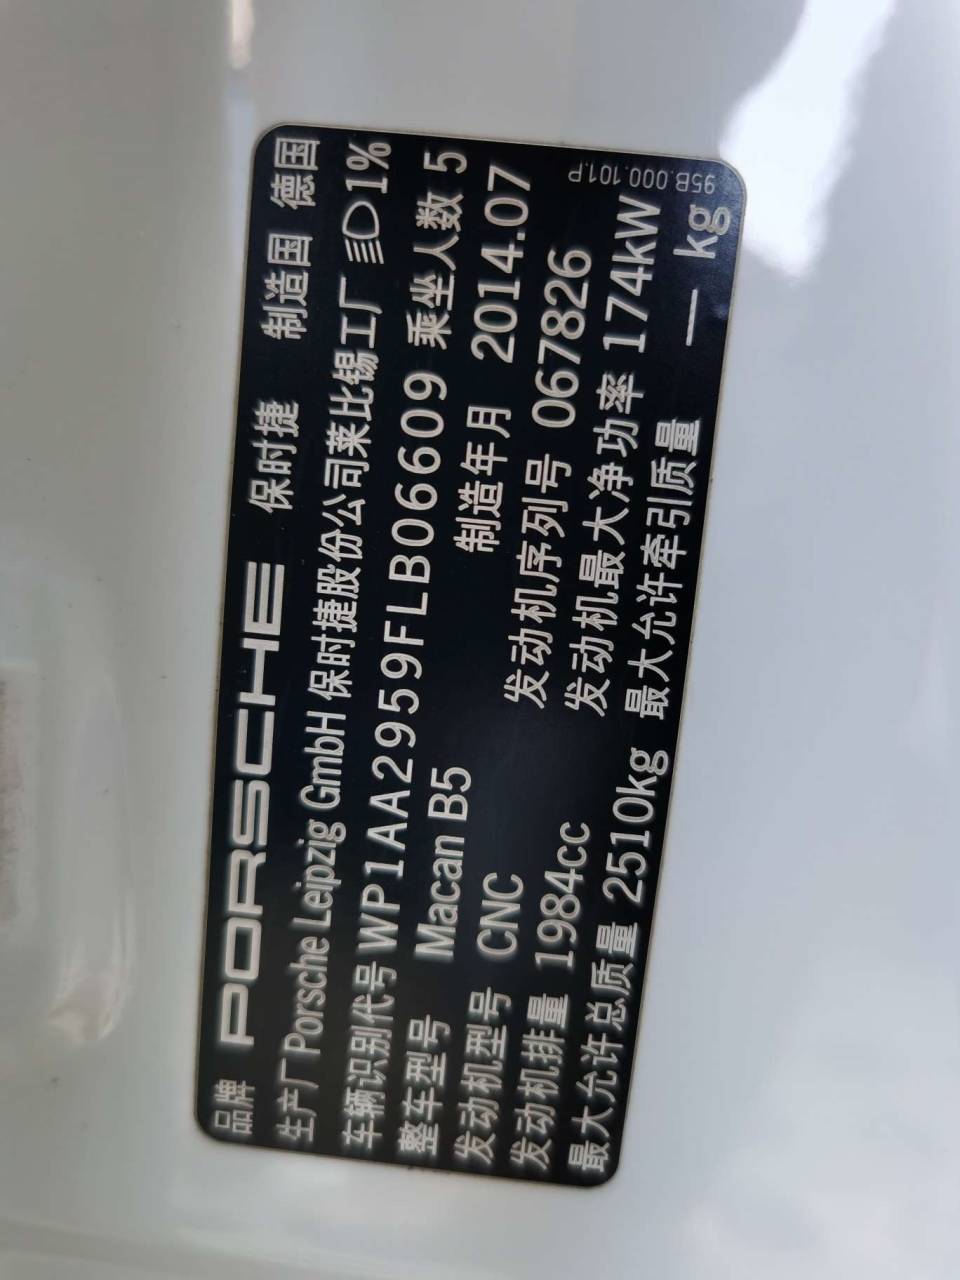 品牌 PORSCHE 保时捷 制造国 德国
生产厂 Porsche Leipzig GmbH 保时捷股份公司莱比锡工厂 1%
车辆识别代号 WP1AA2959FLB06609 乘坐人数 5
整车型号 Macan B5 制造年月 2014.07
发动机型号 CNC 发动机序列号 067826
发动机排量 1984cc 发动机最大净功率 174kW
最大允许总质量 2510kg 最大允许牵引质量 — kg
95B.000.101.P